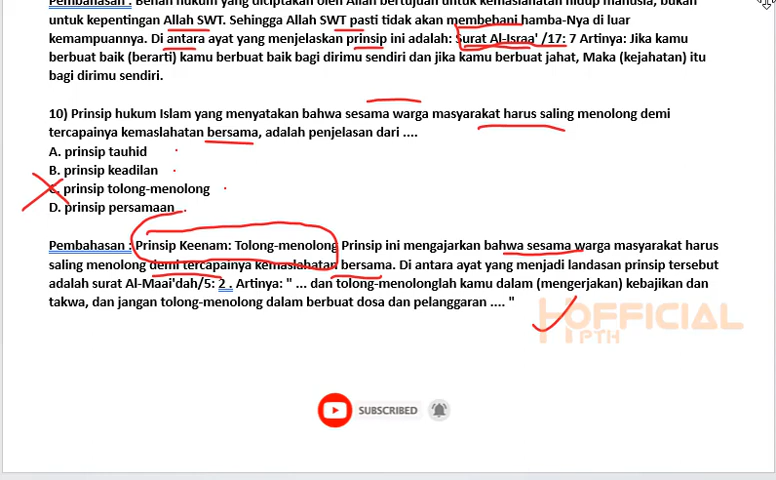 Pembahasan : Beban hukum yang diciptakan oleh Allah bertujuan untuk kemaslahatan hidup manusia, bukan
untuk kepentingan Allah SWT. Sehingga Allah SWT pasti tidak akan membebani hamba-Nya di luar
kemampuannya. Di antara ayat yang menjelaskan prinsip ini adalah: Surat Al-Israa' /17: 7 Artinya: Jika kamu
berbuat baik (berarti) kamu berbuat baik bagi dirimu sendiri dan jika kamu berbuat jahat, Maka (kejahatan) itu
bagi dirimu sendiri.
10) Prinsip hukum Islam yang menyatakan bahwa sesama warga masyarakat harus saling menolong demi
tercapainya kemaslahatan bersama, adalah penjelasan dari ....
A. prinsip tauhid
B. prinsip keadilan
C. prinsip tolong-menolong
D. prinsip persamaan
Pembahasan : Prinsip Keenam: Tolong-menolong Prinsip ini mengajarkan bahwa sesama warga masyarakat harus
saling menolong demi tercapainya kemaslahatan bersama. Di antara ayat yang menjadi landasan prinsip tersebut
adalah surat Al-Maai'dah/5: 2 . Artinya: " ... dan tolong-menolonglah kamu dalam (mengerjakan) kebajikan dan
takwa, dan jangan tolong-menolong dalam berbuat dosa dan pelanggaran .... "
HOFFICIAL
PTH
SUBSCRIBED